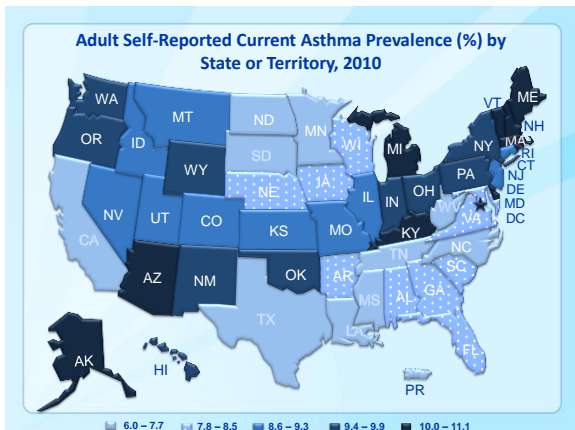 Adult Self-Reported Current Asthma Prevalence (%) by
State or Territory, 2010
WA
MT
ND
MN
VT
ME
OR
ID
SD
WI
MI
NY
NH
MA
RI
CT
WY
NE
IA
PA
NJ
NV
UT
CO
IL
IN
OH
DE
MD
DC
CA
KS
MO
KY
WV
VA
AZ
NM
OK
AR
TN
NC
SC
TX
LA
MS
AL
GA
FL
AK
HI
PR
6.0 – 7.7 7.8 – 8.5 8.6 – 9.3 9.4 – 9.9 10.0 – 11.1